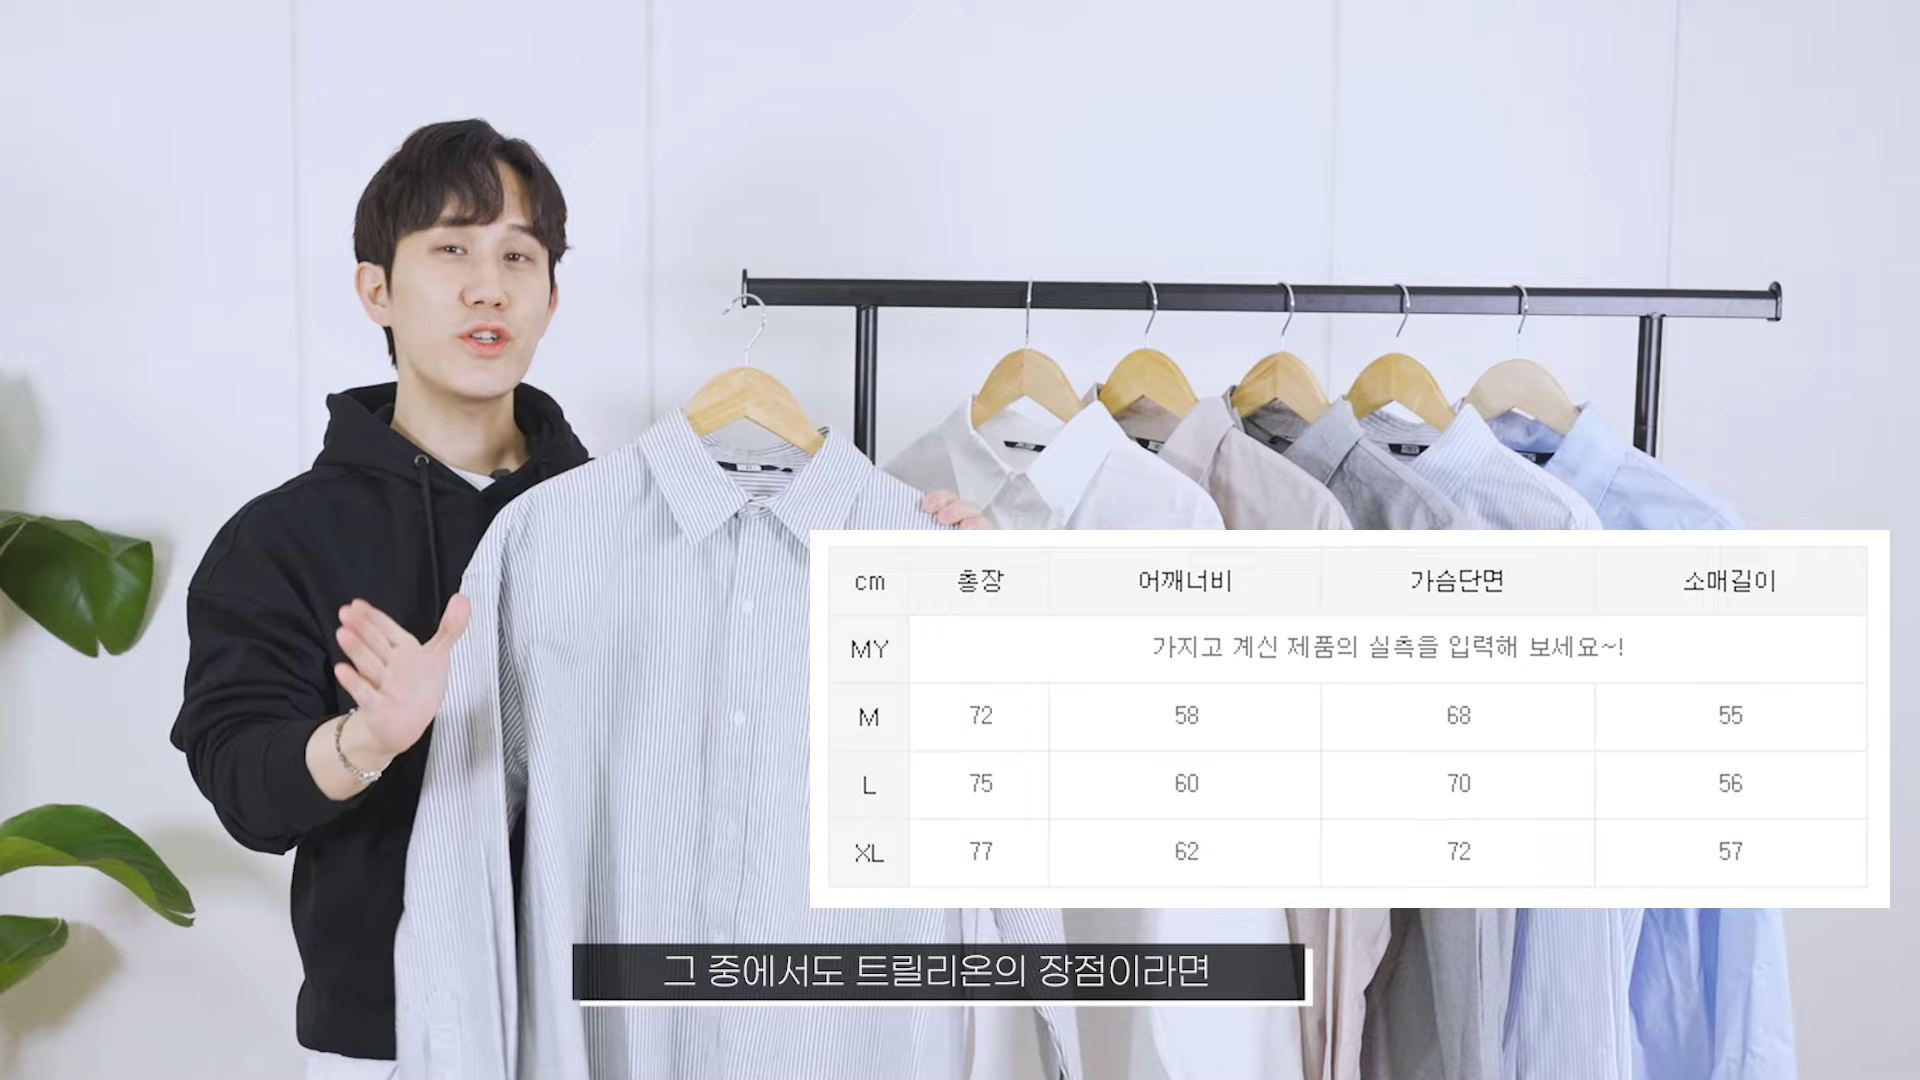 cm 총장 어깨너비 가슴단면 소매길이
MY 가지고 계신 제품의 실측을 입력해 보세요~!
M 72 58 68 55
L 75 60 70 56
XL 77 62 72 57
그 중에서도 트릴리온의 장점이라면